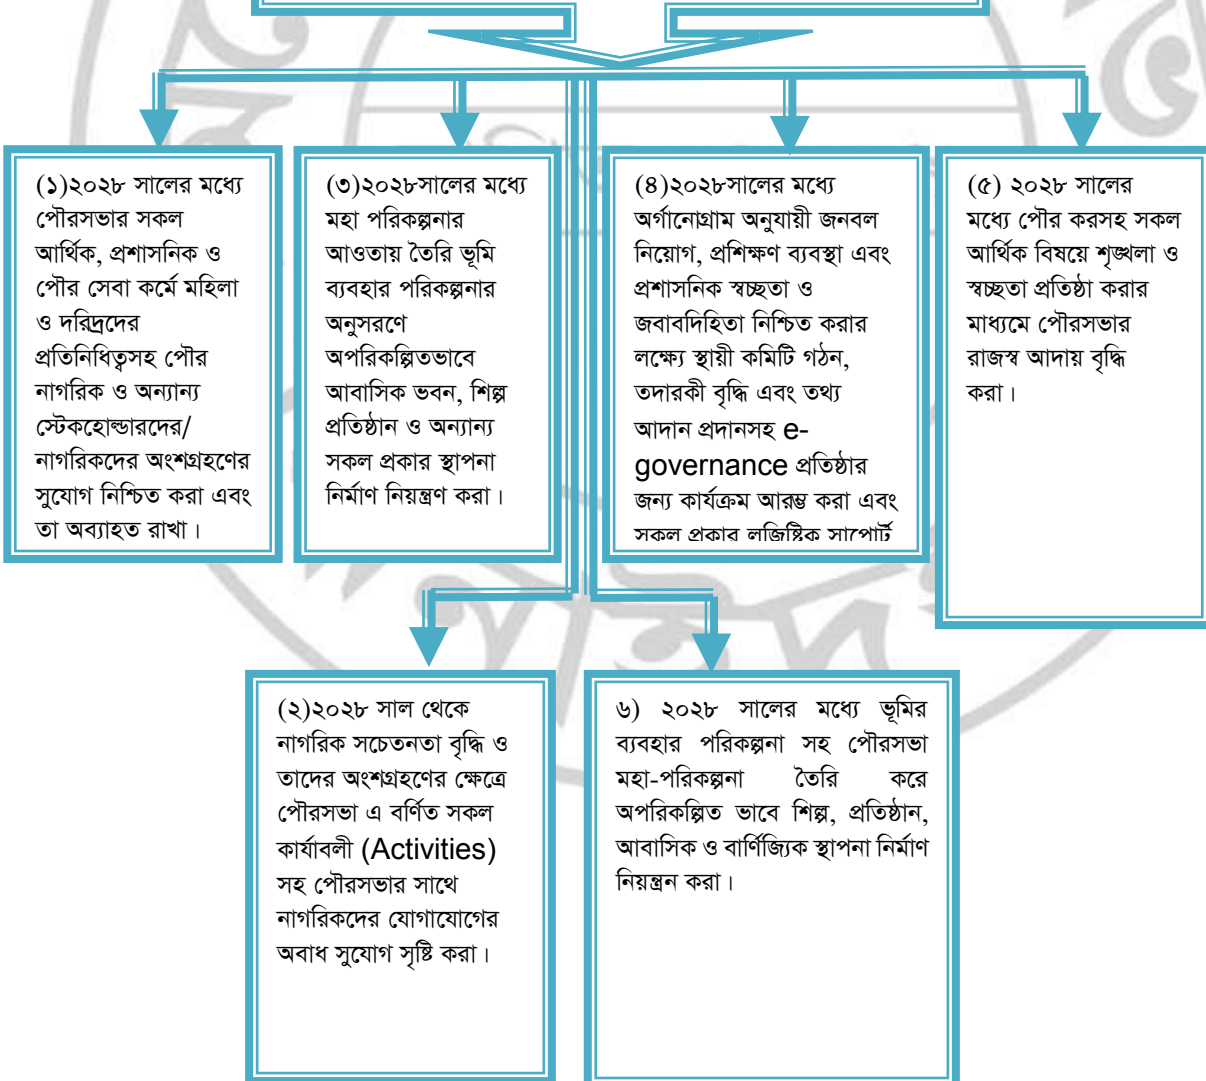 (১)২০২৮ সালের মধ্যে
পৌরসভার সকল
আর্থিক, প্রশাসনিক ও
পৌর সেবা কর্মে মহিলা
ও দরিদ্রদের
প্রতিনিধিত্বসহ পৌর
নাগরিক ও অন্যান্য
স্টেকহোল্ডারদের/
নাগরিকদের অংশগ্রহণের
সুযোগ নিশ্চিত করা এবং
তা অব্যাহত রাখা।
(৩)২০২৮সালের মধ্যে
মহা পরিকল্পনার
আওতায় তৈরি ভূমি
ব্যবহার পরিকল্পনার
অনুসরণে
অপরিকল্পিতভাবে
আবাসিক ভবন, শিল্প
প্রতিষ্ঠান ও অন্যান্য
সকল প্রকার স্থাপনা
নির্মাণ নিয়ন্ত্রণ করা।
(৪)২০২৮সালের মধ্যে
অর্গানোগ্রাম অনুযায়ী জনবল
নিয়োগ, প্রশিক্ষণ ব্যবস্থা এবং
প্রশাসনিক স্বচ্ছতা ও
জবাবদিহিতা নিশ্চিত করার
লক্ষ্যে স্থায়ী কমিটি গঠন,
তদারকী বৃদ্ধি এবং তথ্য
আদান প্রদানসহ e-
governance প্রতিষ্ঠার
জন্য কার্যক্রম আরম্ভ করা এবং
সকল প্রকার লজিষ্টিক সাপোর্ট
(৫) ২০২৮ সালের
মধ্যে পৌর করসহ সকল
আর্থিক বিষয়ে শৃঙ্খলা ও
স্বচ্ছতা প্রতিষ্ঠা করার
মাধ্যমে পৌরসভার
রাজস্ব আদায় বৃদ্ধি
করা।
(২)২০২৮ সাল থেকে
নাগরিক সচেতনতা বৃদ্ধি ও
তাদের অংশগ্রহণের ক্ষেত্রে
পৌরসভা এ বর্ণিত সকল
কার্যাবলী (Activities)
সহ পৌরসভার সাথে
নাগরিকদের যোগাযোগের
অবাধ সুযোগ সৃষ্টি করা।
৬) ২০২৮ সালের মধ্যে ভূমির
ব্যবহার পরিকল্পনা সহ পৌরসভা
মহা-পরিকল্পনা তৈরি করে
অপরিকল্পিত ভাবে শিল্প, প্রতিষ্ঠান,
আবাসিক ও বার্ণিজ্যিক স্থাপনা নির্মাণ
নিয়ন্ত্রন করা।